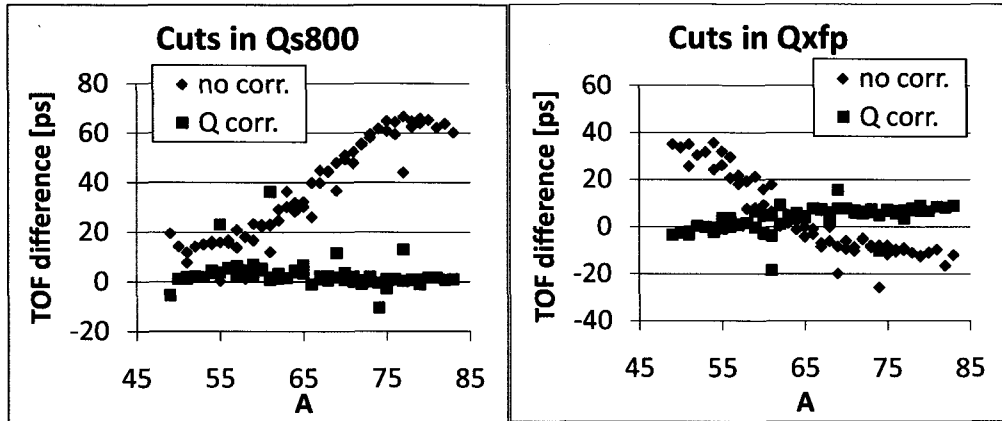 Cuts in Qs800
80
60
40
20
0
-20
TOF difference [ps]
no corr.
Q corr.
45 55 65 75 85
A
Cuts in Qxfp
60
40
20
0
-20
-40
TOF difference [ps]
no corr.
Q corr.
45 55 65 75 85
A